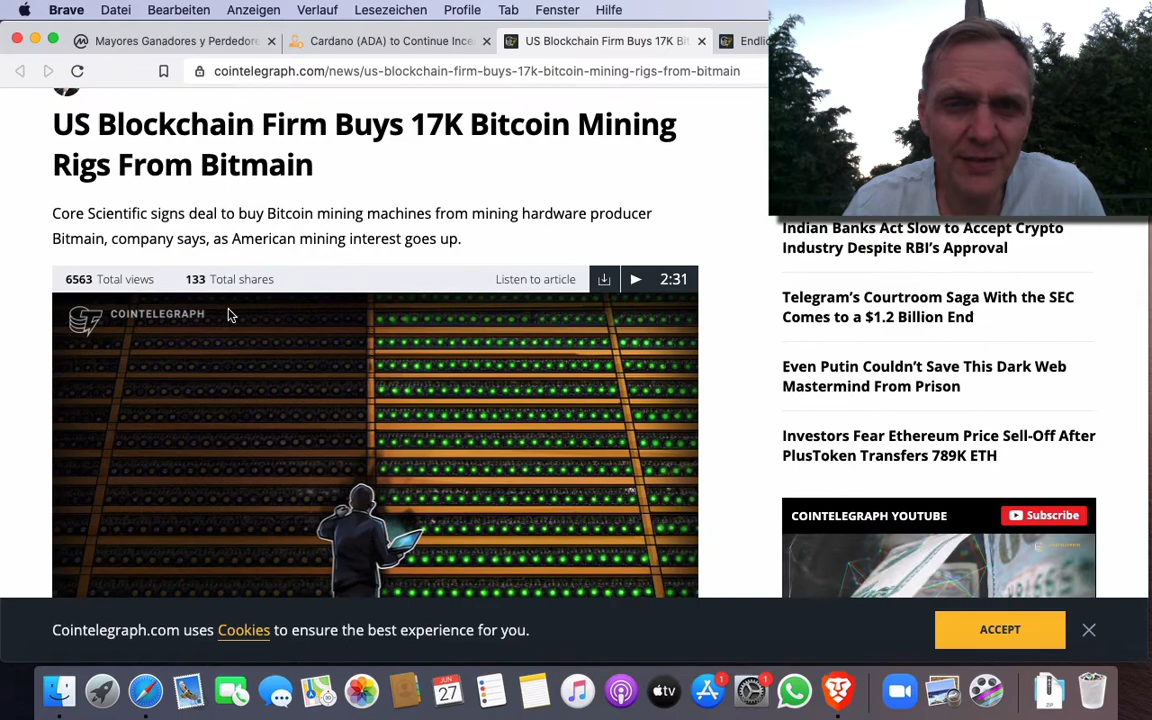 Brave Datei Bearbeiten Anzeigen Verlauf Lesezeichen Profile Tab Fenster Hilfe
Mayores Ganadores y Perdedore
Cardano (ADA) to Continue Ince
US Blockchain Firm Buys 17K Bit
Endlic
cointelegraph.com/news/us-blockchain-firm-buys-17k-bitcoin-mining-rigs-from-bitmain
US Blockchain Firm Buys 17K Bitcoin Mining
Rigs From Bitmain
Core Scientific signs deal to buy Bitcoin mining machines from mining hardware producer
Bitmain, company says, as American mining interest goes up.
6563 Total views 133 Total shares Listen to article 2:31
COINTELEGRAPH
Indian Banks Act Slow to Accept Crypto
Industry Despite RBI's Approval
Telegram's Courtroom Saga With the SEC
Comes to a $1.2 Billion End
Even Putin Couldn't Save This Dark Web
Mastermind From Prison
Investors Fear Ethereum Price Sell-Off After
PlusToken Transfers 789K ETH
COINTELEGRAPH YOUTUBE Subscribe
Cointelegraph.com uses Cookies to ensure the best experience for you.
ACCEPT
JUN
27
tv
1
1
ZIP